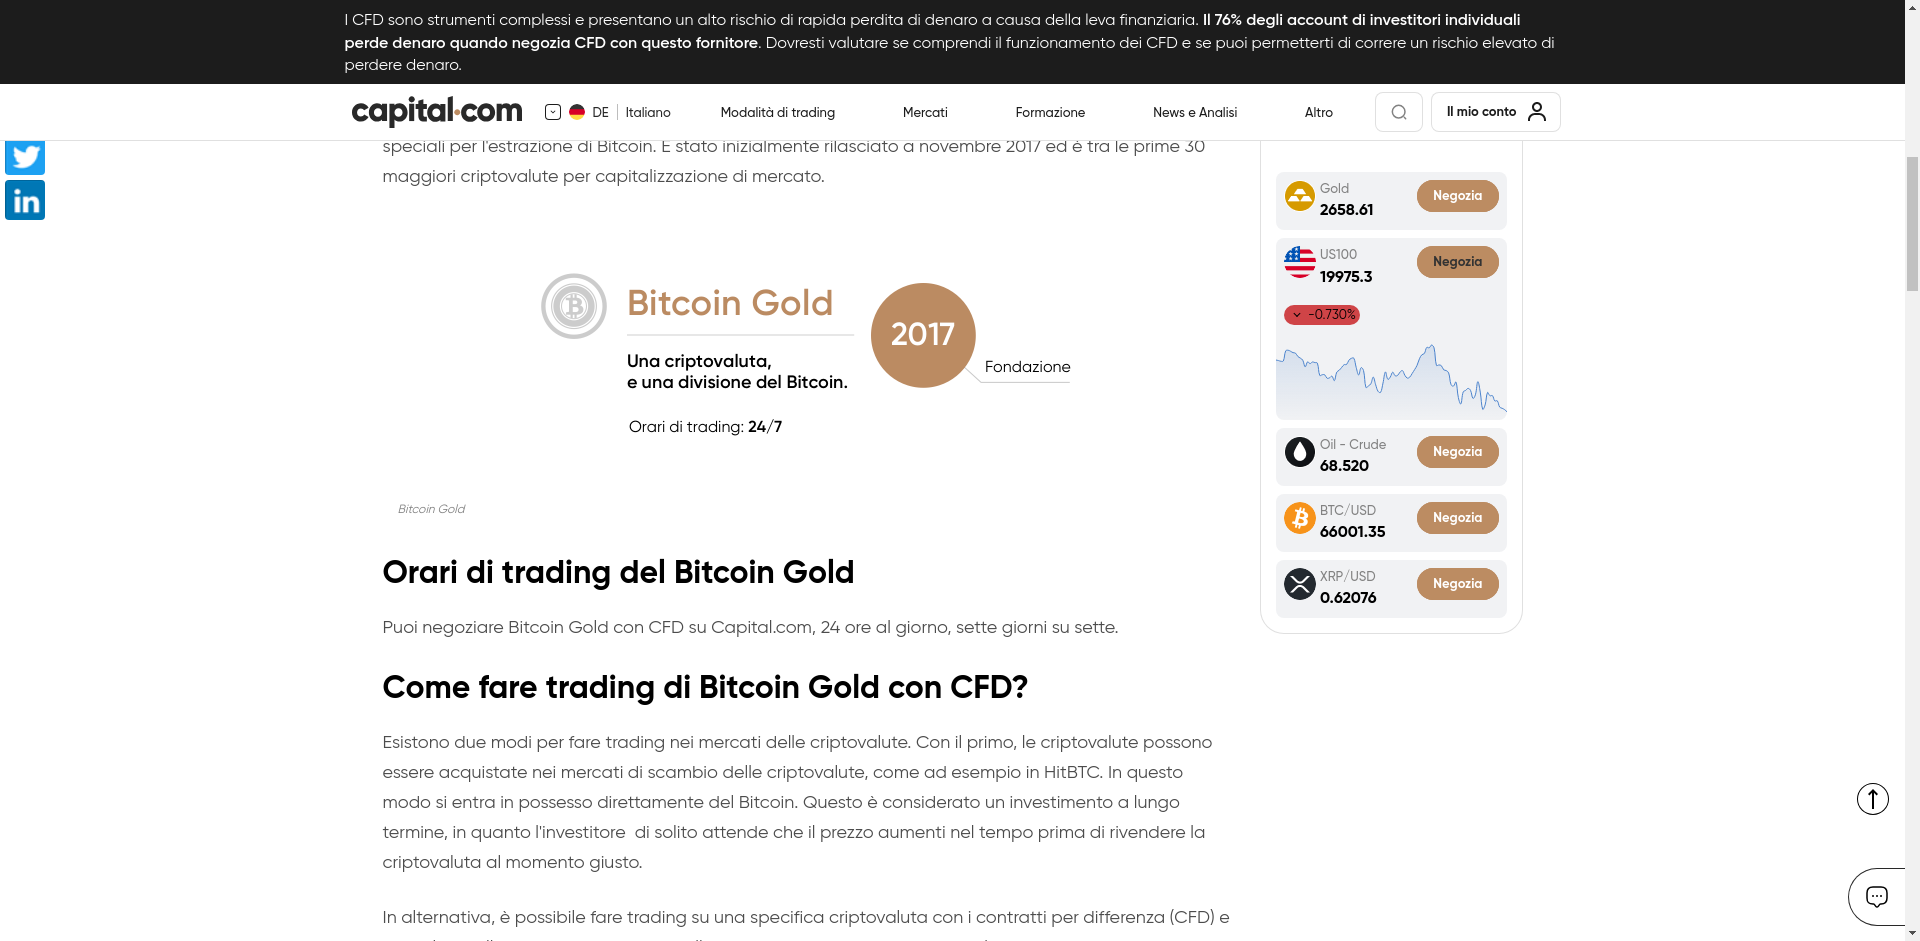 I CFD sono strumenti complessi e presentano un alto rischio di rapida perdita di denaro a causa della leva finanziaria. Il 76% degli account di investitori individuali
perde denaro quando negozia CFD con questo fornitore. Dovresti valutare se comprendi il funzionamento dei CFD e se puoi permetterti di correre un rischio elevato di
perdere denaro.
capital.com
DE
Italiano
Modalità di trading
Mercati
Formazione
News e Analisi
Altro
Il mio conto
speciali per l'estrazione di Bitcoin. È stato inizialmente rilasciato a novembre 2017 ed è tra le prime 30
maggiori criptovalute per capitalizzazione di mercato.
Bitcoin Gold
Una criptovaluta,
e una divisione del Bitcoin.
Orari di trading: 24/7
2017
Fondazione
Bitcoin Gold
Orari di trading del Bitcoin Gold
Puoi negoziare Bitcoin Gold con CFD su Capital.com, 24 ore al giorno, sette giorni su sette.
Come fare trading di Bitcoin Gold con CFD?
Esistono due modi per fare trading nei mercati delle criptovalute. Con il primo, le criptovalute possono
essere acquistate nei mercati di scambio delle criptovalute, come ad esempio in HitBTC. In questo
modo si entra in possesso direttamente del Bitcoin. Questo è considerato un investimento a lungo
termine, in quanto l'investitore  di solito attende che il prezzo aumenti nel tempo prima di rivendere la
criptovaluta al momento giusto.
In alternativa, è possibile fare trading su una specifica criptovaluta con i contratti per differenza (CFD) e
Gold
2658.61
Negozia
US100
19975.3
Negozia
-0.730%
Oil - Crude
68.520
Negozia
BTC/USD
66001.35
Negozia
XRP/USD
0.62076
Negozia